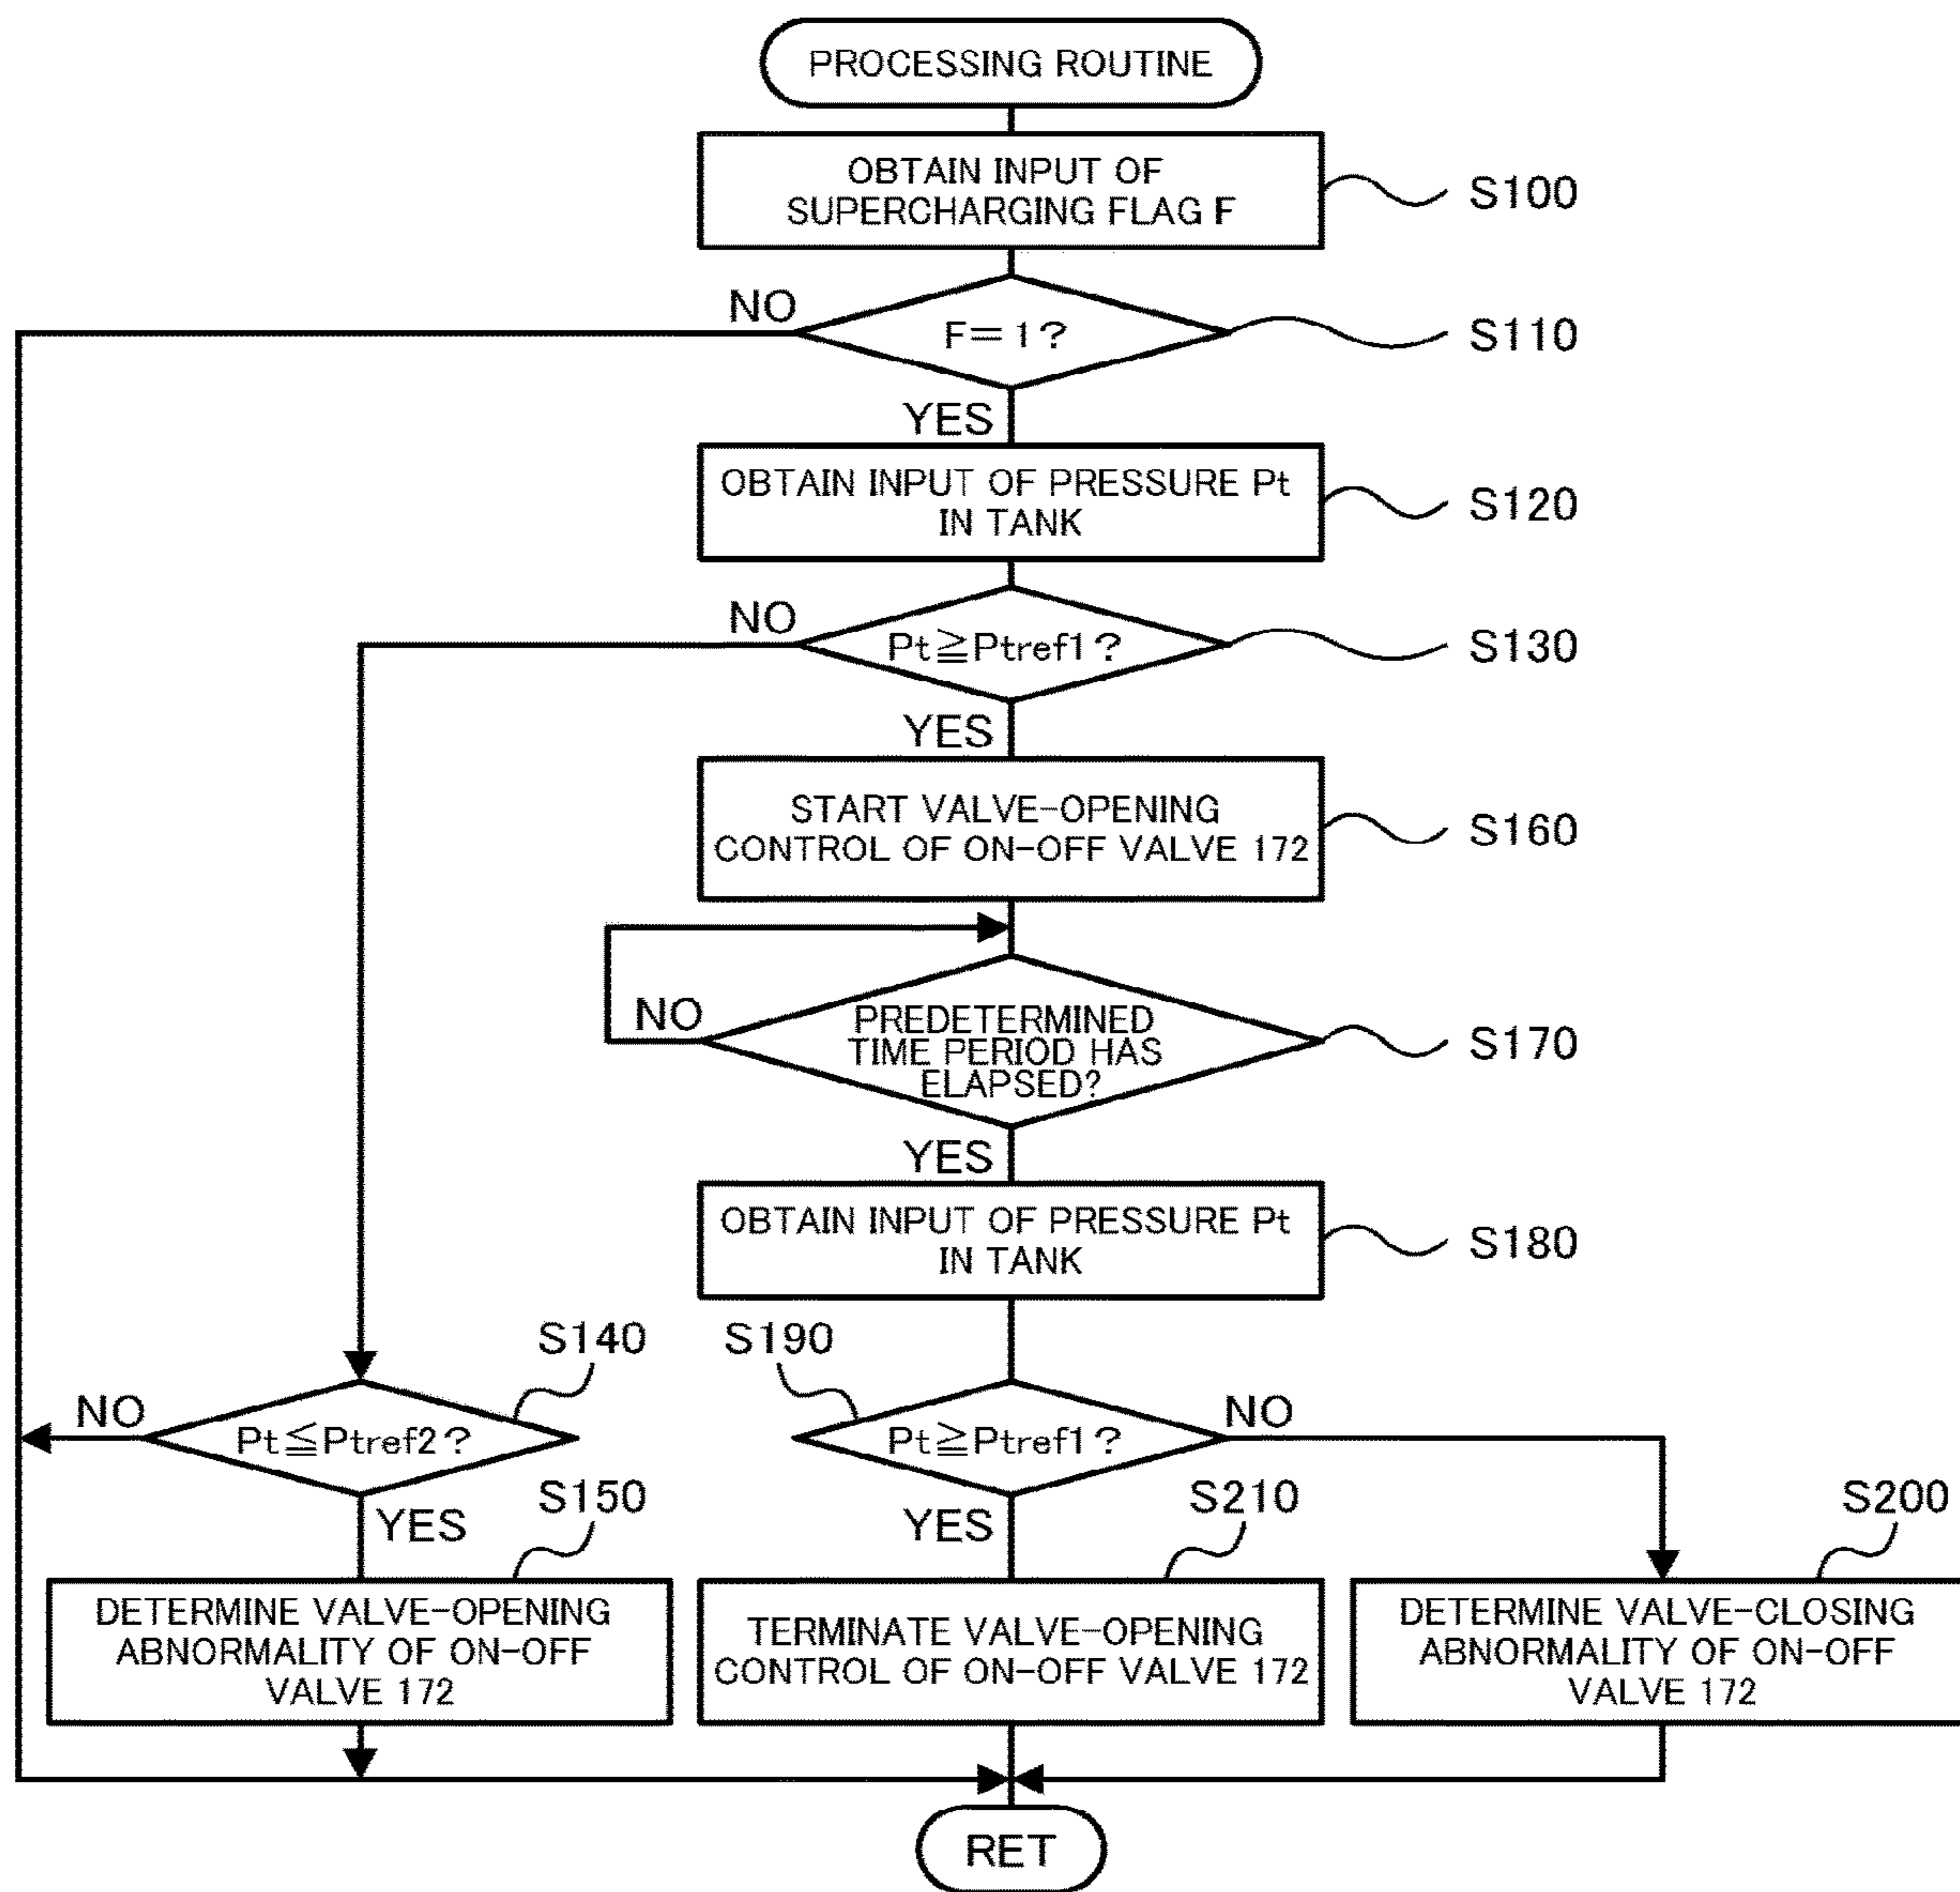 PROCESSING ROUTINE
OBTAIN INPUT OF
SUPERCHARGING FLAG F
S100
NO
F=1?
S110
YES
OBTAIN INPUT OF PRESSURE Pt
IN TANK
S120
NO
Pt≧Ptref1?
S130
YES
START VALVE-OPENING
CONTROL OF ON-OFF VALVE 172
S160
NO
PREDETERMINED
TIME PERIOD HAS
ELAPSED?
S170
YES
OBTAIN INPUT OF PRESSURE Pt
IN TANK
S180
S140
S190
NO
Pt≦Ptref2?
Pt≧Ptref1?
NO
YES
S150
YES
S210
S200
DETERMINE VALVE-OPENING
ABNORMALITY OF ON-OFF
VALVE 172
TERMINATE VALVE-OPENING
CONTROL OF ON-OFF VALVE 172
DETERMINE VALVE-CLOSING
ABNORMALITY OF ON-OFF
VALVE 172
RET